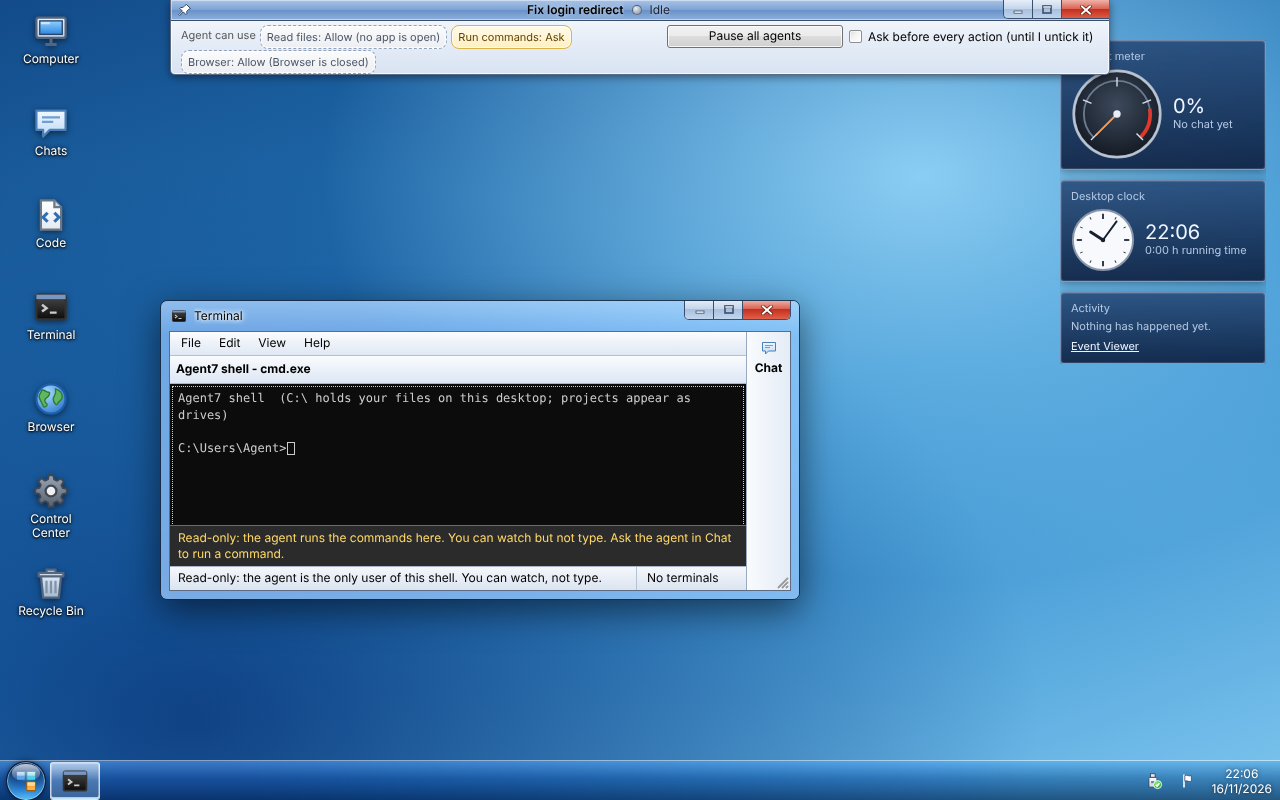 Fix login redirect Idle
Agent can use Read files: Allow (no app is open) Run commands: Ask
Browser: Allow (Browser is closed)
Pause all agents Ask before every action (until I untick it)
Computer
Chats
Code
Terminal
Browser
Control
Center
Recycle Bin
meter
0%
No chat yet
Desktop clock
22:06
0:00 h running time
Activity
Nothing has happened yet.
Event Viewer
Terminal
File Edit View Help
Agent7 shell - cmd.exe
Agent7 shell (C:\ holds your files on this desktop; projects appear as
drives)
C:\Users\Agent>
Read-only: the agent runs the commands here. You can watch but not type. Ask the agent in Chat
to run a command.
Read-only: the agent is the only user of this shell. You can watch, not type. No terminals
Chat
22:06
16/11/2026